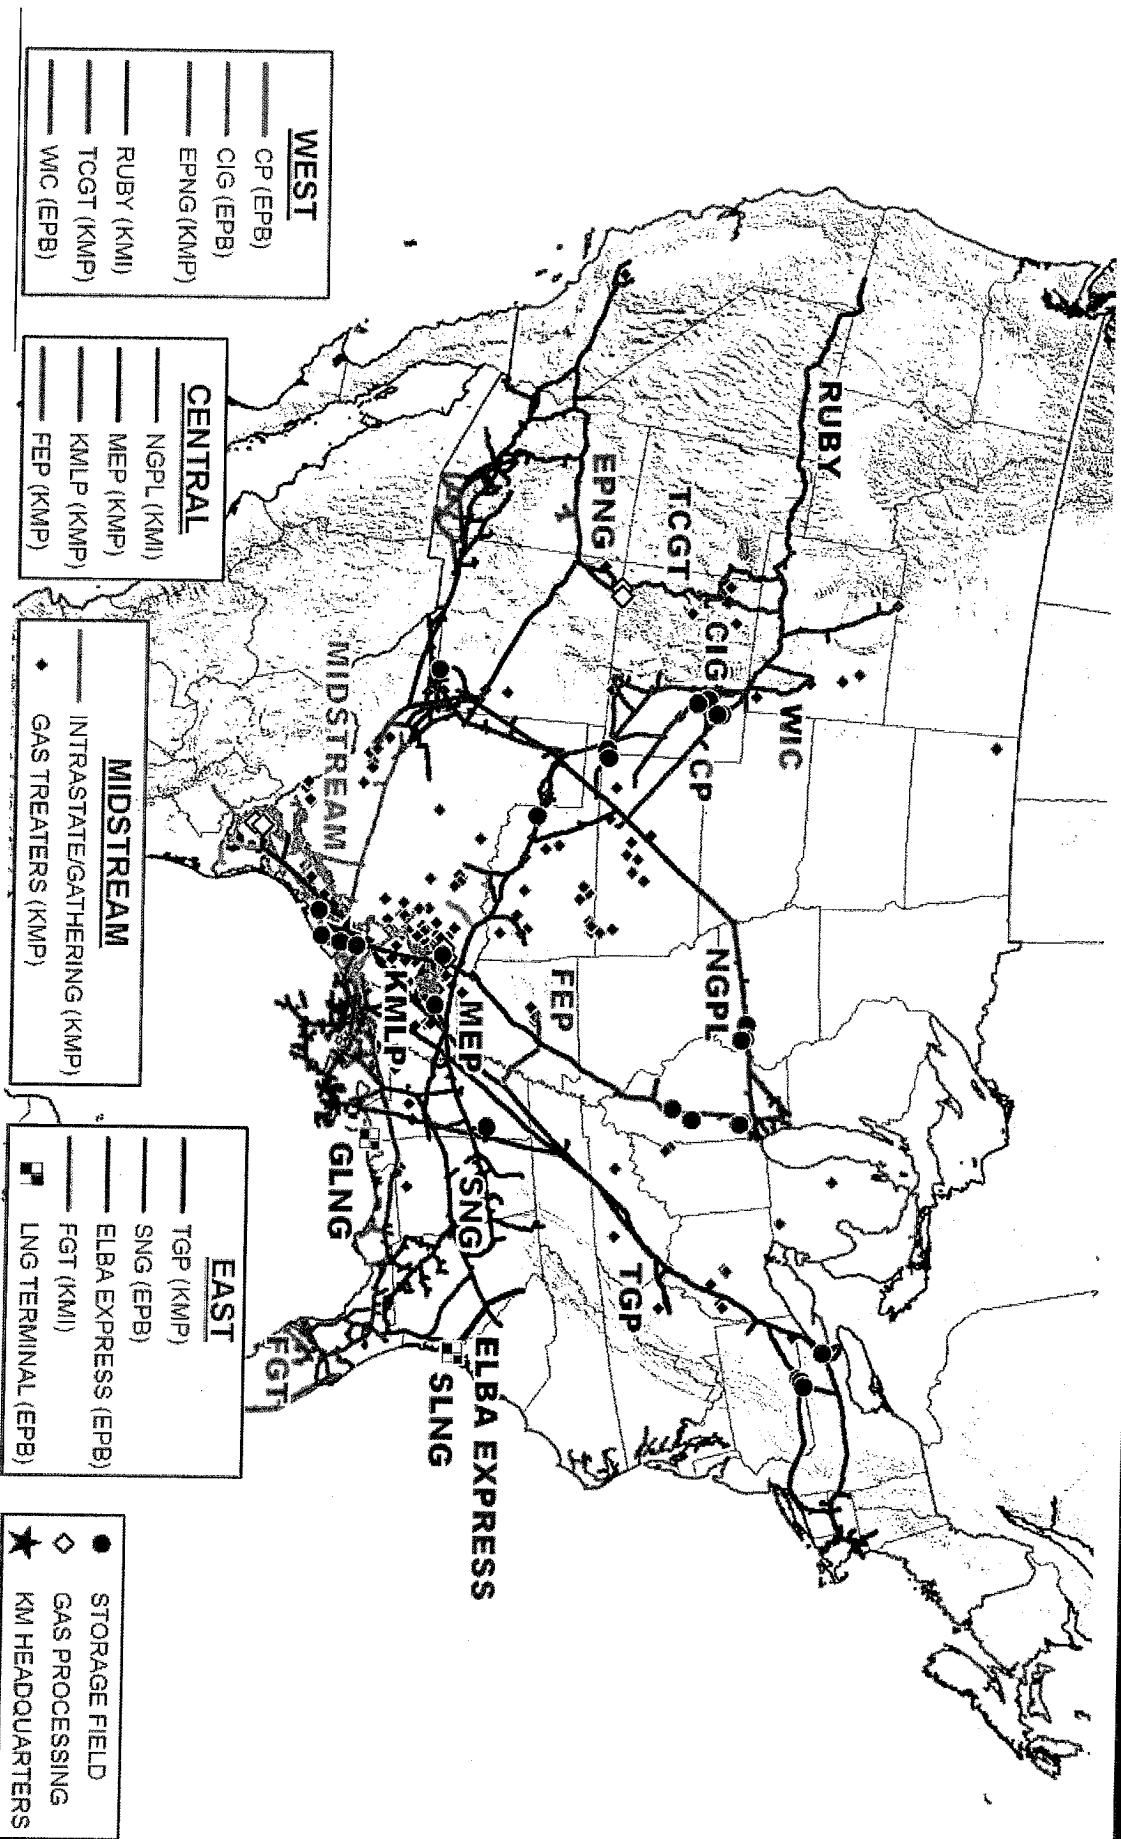 RUBY
EPNG
TCGT
CIG
WIC
CP
NGPL
MIDSTREAM
FEP
MEP
KMLP
GLNG
SNG
TGP
ELBA EXPRESS
SLNG
FGT
WEST
CP (EPB)
CIG (EPB)
EPNG (KMP)
RUBY (KMI)
TCGT (KMP)
WIC (EPB)
CENTRAL
NGPL (KMI)
MEP (KMP)
KMLP (KMP)
FEP (KMP)
MIDSTREAM
INTRASTATE/GATHERING (KMP)
GAS TREATERS (KMP)
EAST
TGP (KMP)
SNG (EPB)
ELBA EXPRESS (EPB)
FGT (KMI)
LNG TERMINAL (EPB)
STORAGE FIELD
GAS PROCESSING
KM HEADQUARTERS